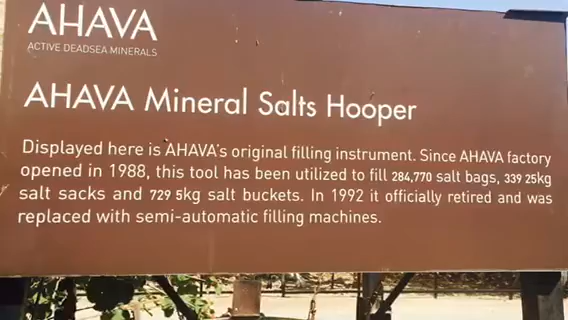 AHAVA
ACTIVE DEADSEA MINERALS
AHAVA Mineral Salts Hooper
Displayed here is AHAVA's original filling instrument. Since AHAVA factory
opened in 1988, this tool has been utilized to fill 284,770 salt bags, 339 25kg
salt sacks and 729 5kg salt buckets. In 1992 it officially retired and was
replaced with semi-automatic filling machines.